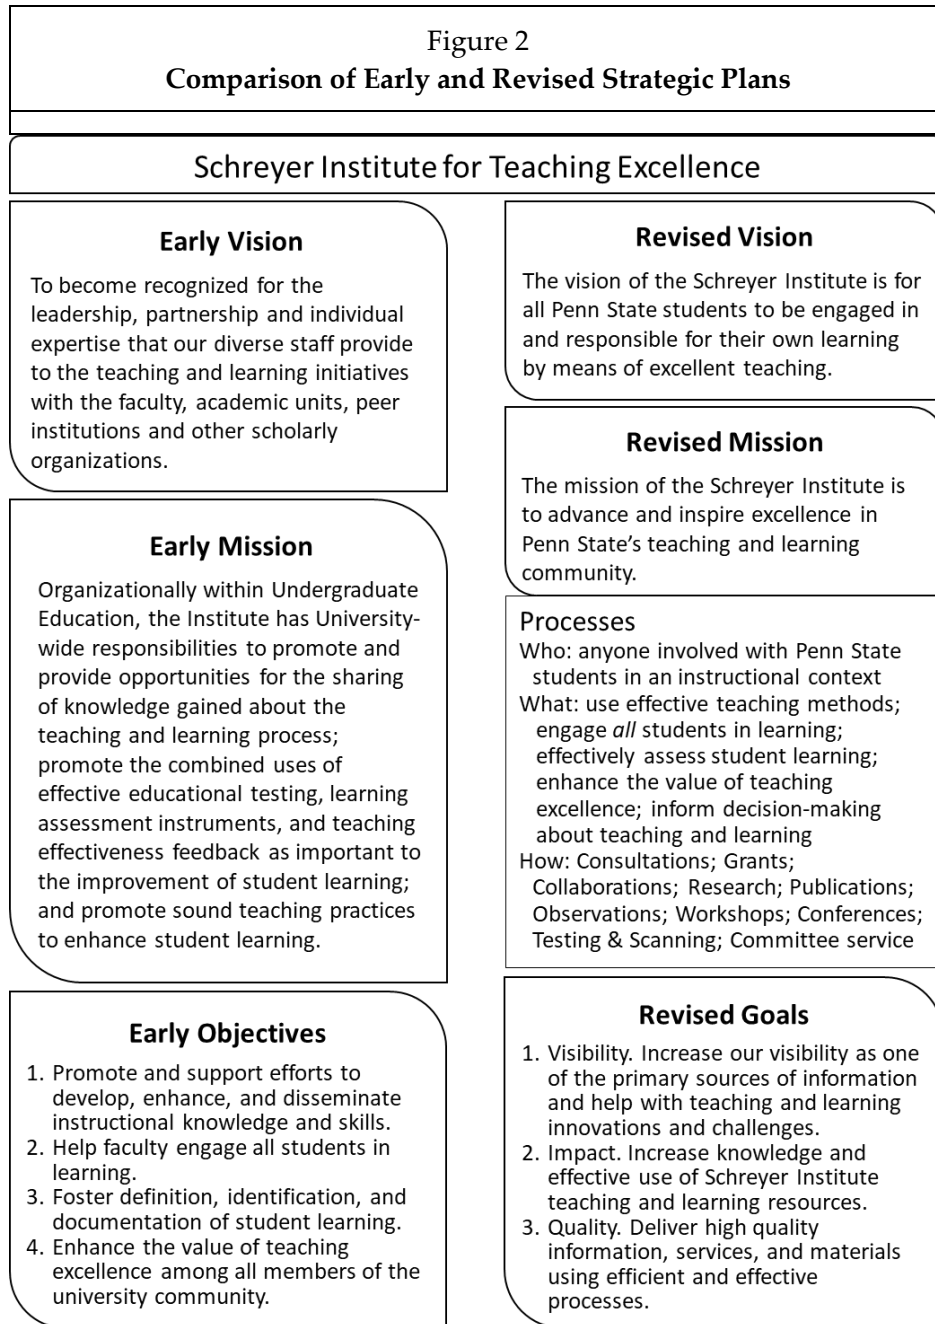 Figure 2
Comparison of Early and Revised Strategic Plans
Schreyer Institute for Teaching Excellence
Early Vision
To become recognized for the
leadership, partnership and individual
expertise that our diverse staff provide
to the teaching and learning initiatives
with the faculty, academic units, peer
institutions and other scholarly
organizations.
Early Mission
Organizationally within Undergraduate
Education, the Institute has University-
wide responsibilities to promote and
provide opportunities for the sharing
of knowledge gained about the
teaching and learning process;
promote the combined uses of
effective educational testing, learning
assessment instruments, and teaching
effectiveness feedback as important to
the improvement of student learning;
and promote sound teaching practices
to enhance student learning.
Early Objectives
1. Promote and support efforts to
develop, enhance, and disseminate
instructional knowledge and skills.
2. Help faculty engage all students in
learning.
3. Foster definition, identification, and
documentation of student learning.
4. Enhance the value of teaching
excellence among all members of the
university community.
Revised Vision
The vision of the Schreyer Institute is for
all Penn State students to be engaged in
and responsible for their own learning
by means of excellent teaching.
Revised Mission
The mission of the Schreyer Institute is
to advance and inspire excellence in
Penn State’s teaching and learning
community.
Processes
Who: anyone involved with Penn State
students in an instructional context
What: use effective teaching methods;
engage all students in learning;
effectively assess student learning;
enhance the value of teaching
excellence; inform decision-making
about teaching and learning
How: Consultations; Grants;
Collaborations; Research; Publications;
Observations; Workshops; Conferences;
Testing & Scanning; Committee service
Revised Goals
1. Visibility. Increase our visibility as one
of the primary sources of information
and help with teaching and learning
innovations and challenges.
2. Impact. Increase knowledge and
effective use of Schreyer Institute
teaching and learning resources.
3. Quality. Deliver high quality
information, services, and materials
using efficient and effective
processes.